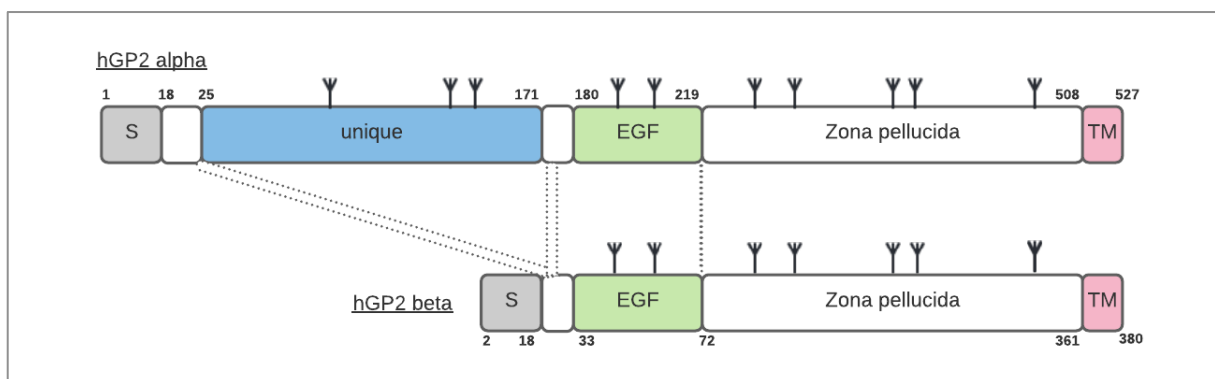 hGP2 alpha
1 18 25 171 180 219 508 527
S unique EGF Zona pellucida TM
S EGF Zona pellucida TM
hGP2 beta
2 18 33 72 361 380